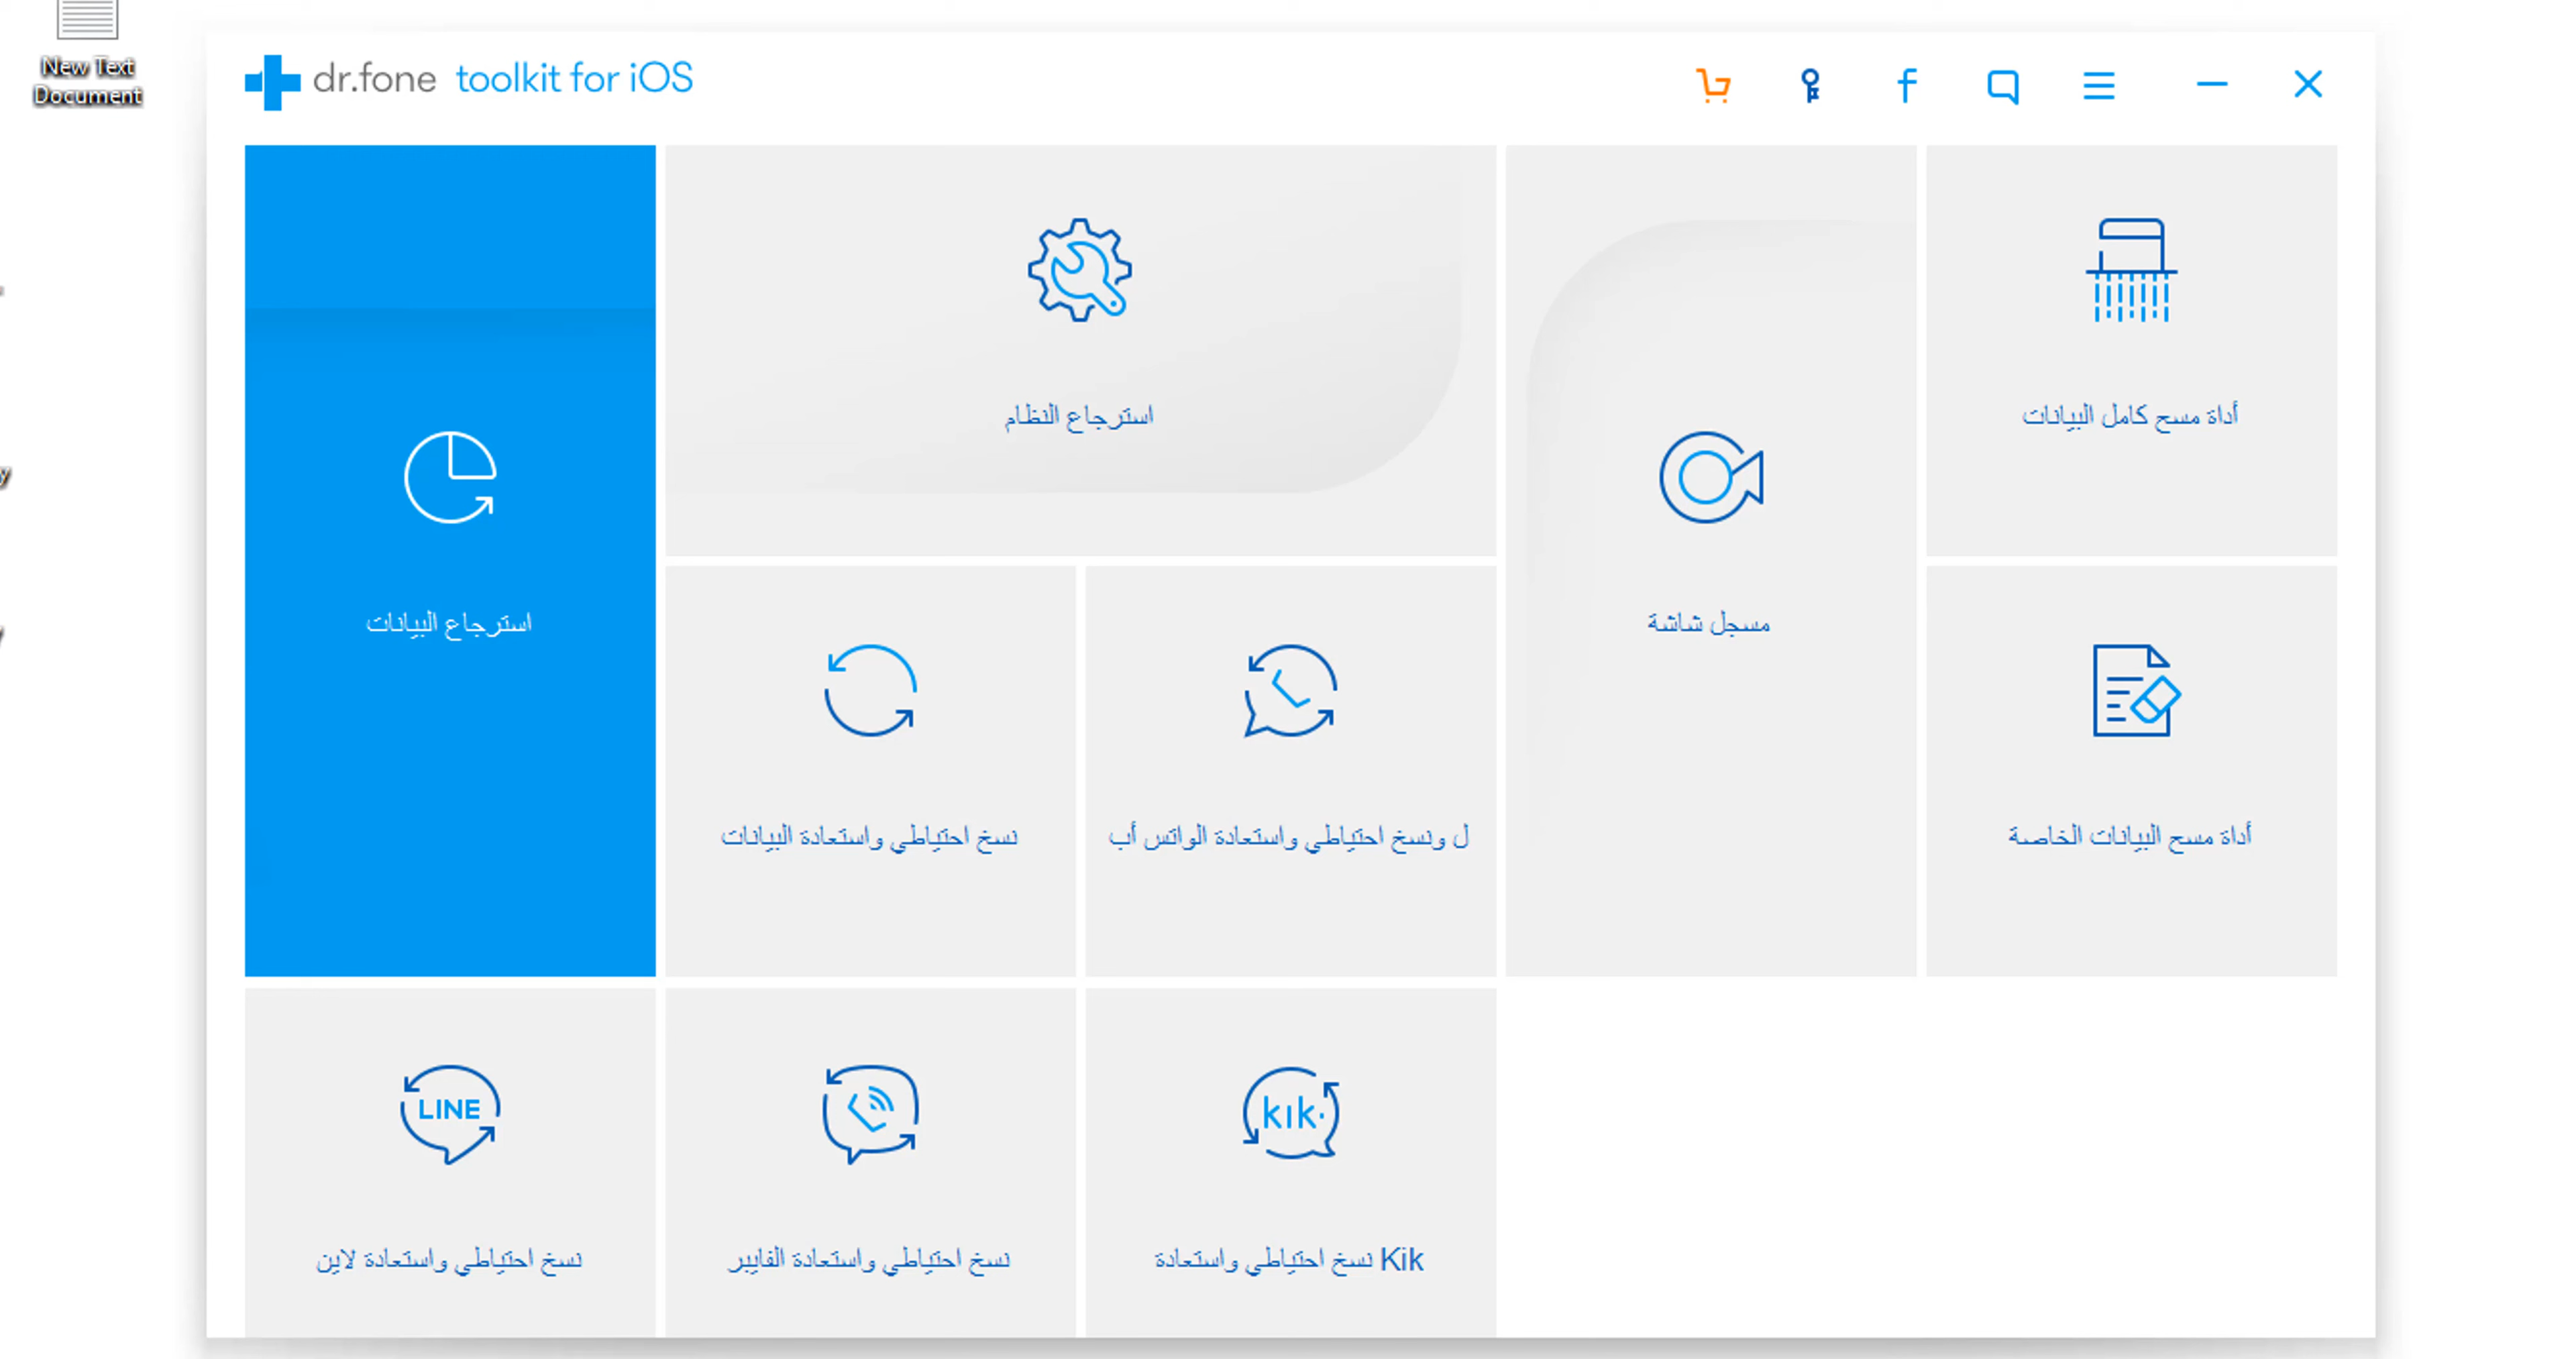 New Text
Document
dr.fone toolkit for iOS
استرجاع النظام
أداة مسح كامل البيانات
استرجاع البيانات
مسجل شاشة
نسخ احتياطي واستعادة البيانات
ل ونسخ احتياطي واستعادة الواتس أب
أداة مسح البيانات الخاصة
LINE
kik·
نسخ احتياطي واستعادة لاين
نسخ احتياطي واستعادة الفايبر
Kik نسخ احتياطي واستعادة